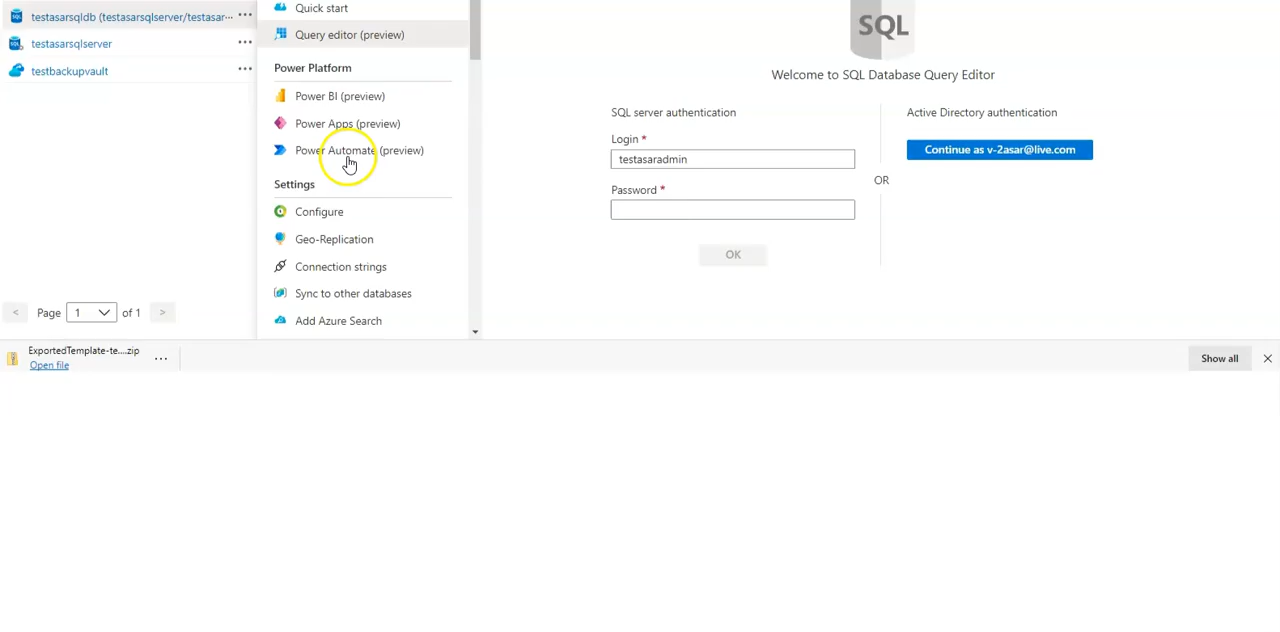 testasarsqldb (testasarsqlserver/testasar···
testasarsqlserver
testbackupvault
Page 1 of 1
Quick start
Query editor (preview)
Power Platform
Power BI (preview)
Power Apps (preview)
Power Automate (preview)
Settings
Configure
Geo-Replication
Connection strings
Sync to other databases
Add Azure Search
SQL
Welcome to SQL Database Query Editor
SQL server authentication
Login *
testasaradmin
Password *
OK
OR
Active Directory authentication
Continue as v-2asar@live.com
ExportedTemplate-te....zip
Open file
Show all